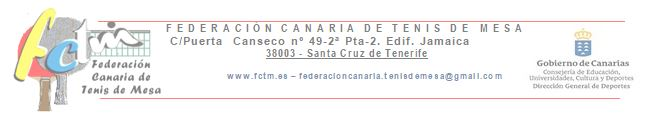 fctm
Federación
Canaria de
Tenis de Mesa
FEDERACIÓN CANARIA DE TENIS DE MESA
C/Puerta Canseco nº 49-2ª Pta-2. Edif. Jamaica
38003 - Santa Cruz de Tenerife
www.fctm.es – federacioncanaria.tenisdemesa@gmail.com
Gobierno de Canarias
Consejería de Educación,
Universidades, Cultura y Deportes
Dirección General de Deportes